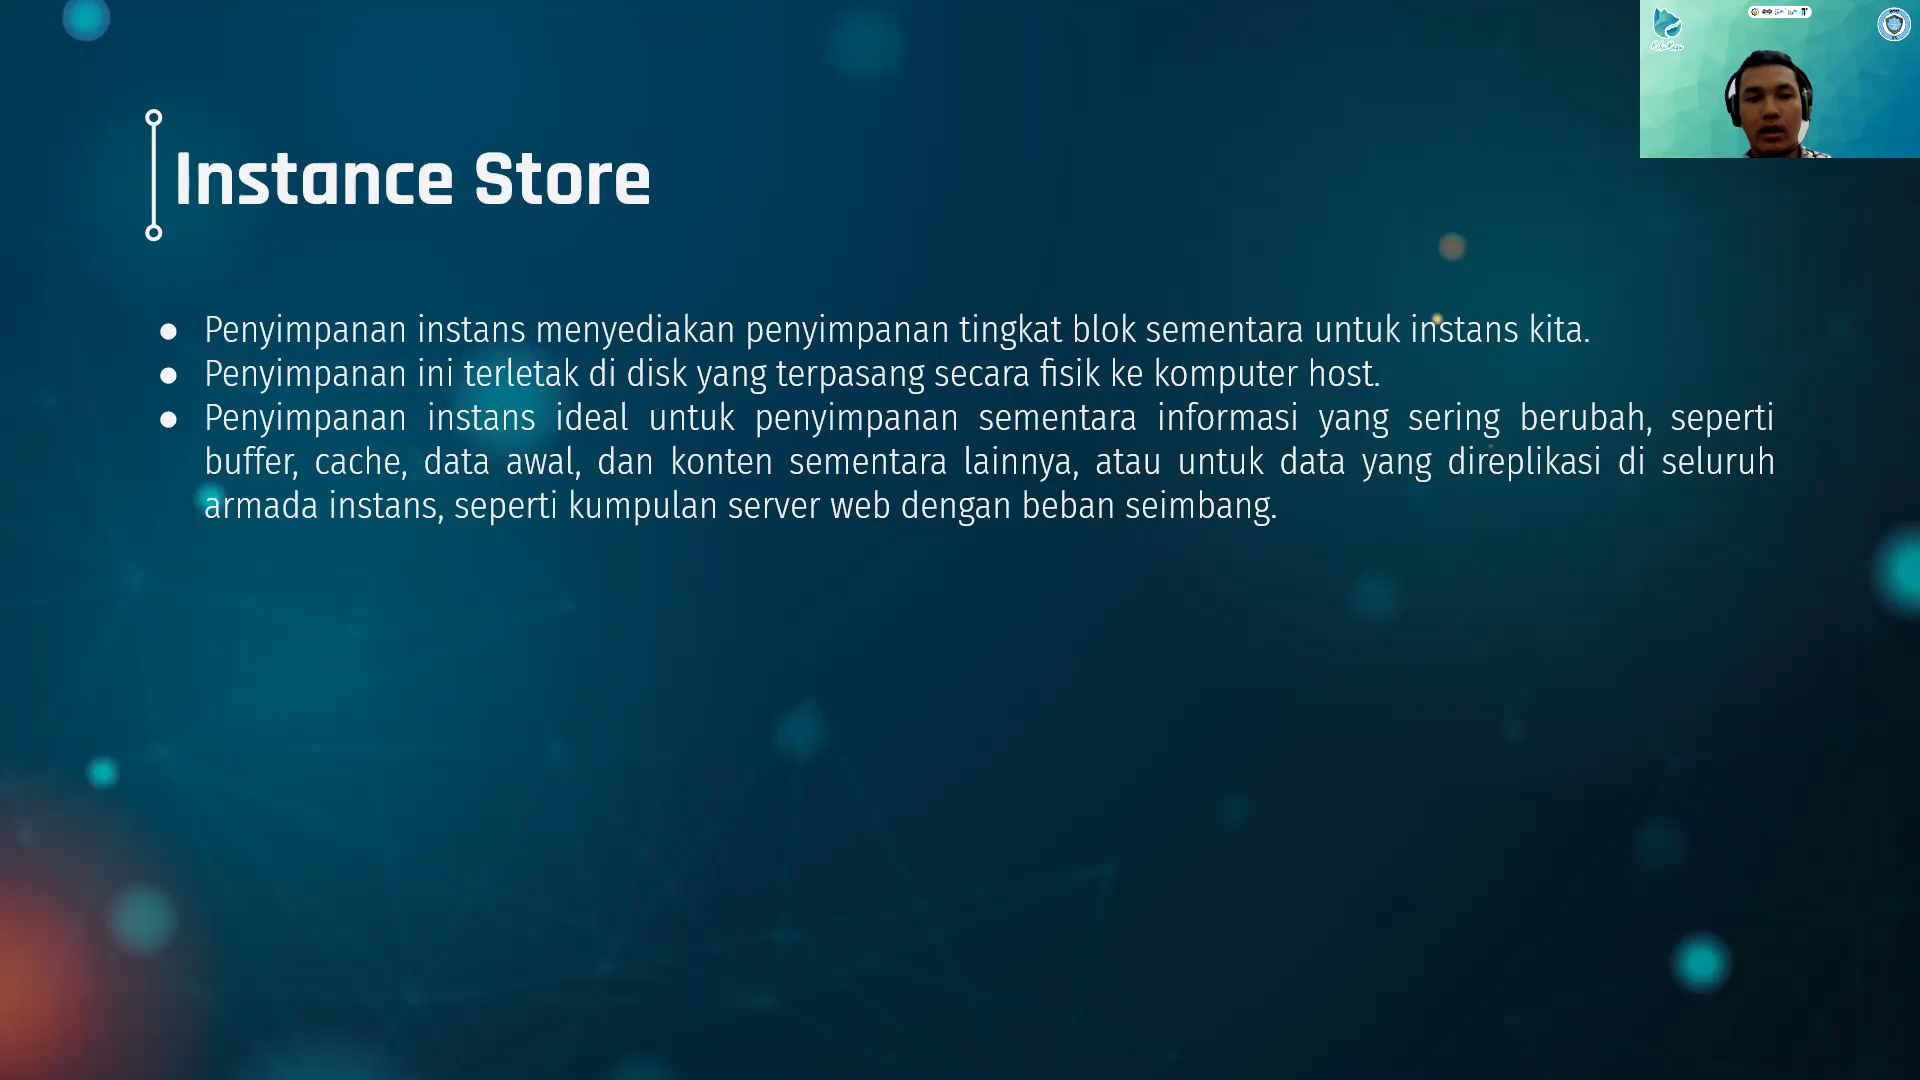 Instance Store
● Penyimpanan instans menyediakan penyimpanan tingkat blok sementara untuk instans kita.
● Penyimpanan ini terletak di disk yang terpasang secara fisik ke komputer host.
● Penyimpanan instans ideal untuk penyimpanan sementara informasi yang sering berubah, seperti
buffer, cache, data awal, dan konten sementara lainnya, atau untuk data yang direplikasi di seluruh
armada instans, seperti kumpulan server web dengan beban seimbang.